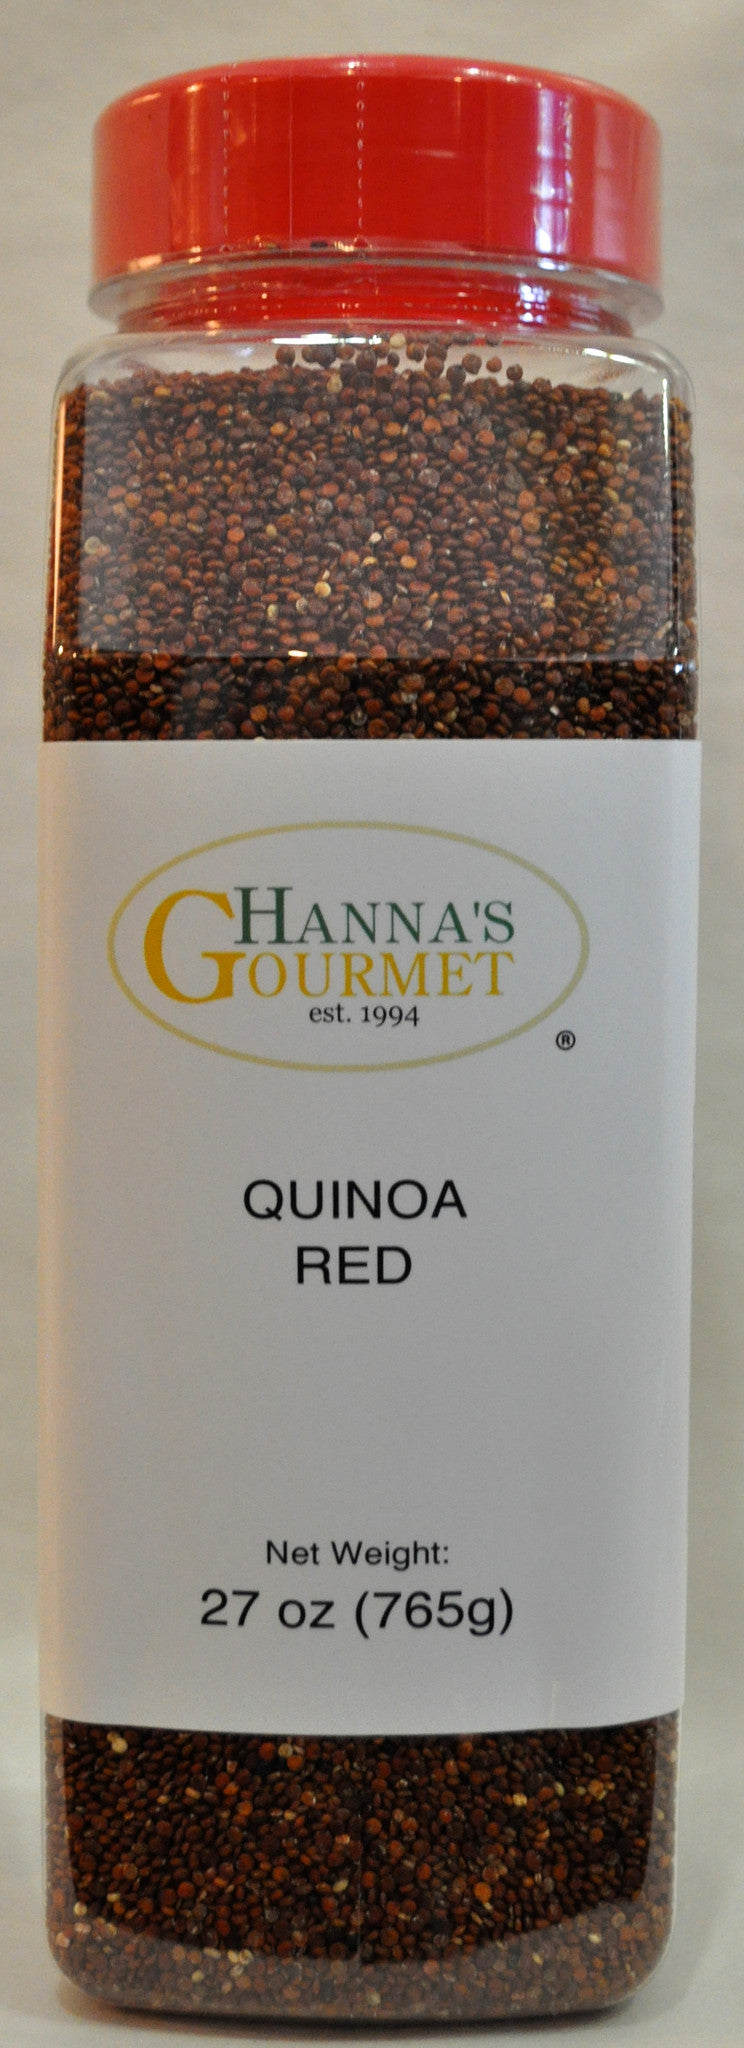 HANNA'S
GOURMET
est. 1994
®
QUINOA
RED
Net Weight:
27 oz (765g)